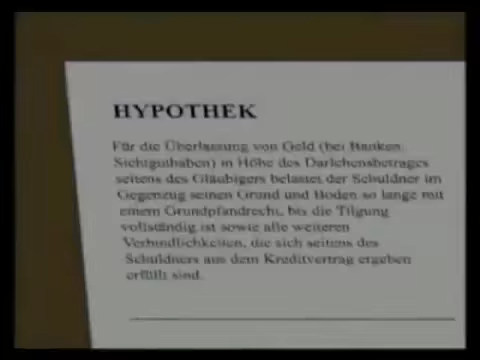 HYPOTHEK
Für die Überlassung von Geld (bei Banken:
Sichtguthaben) in Höhe des Darlehensbetrages
seitens des Gläubigers belastet der Schuldner im
Gegenzug seinen Grund und Boden so lange mit
einem Grundpfandrecht, bis die Tilgung
vollständig ist sowie alle weiteren
Verbindlichkeiten, die sich seitens des
Schuldners aus dem Kreditvertrag ergeben
erfüllt sind.